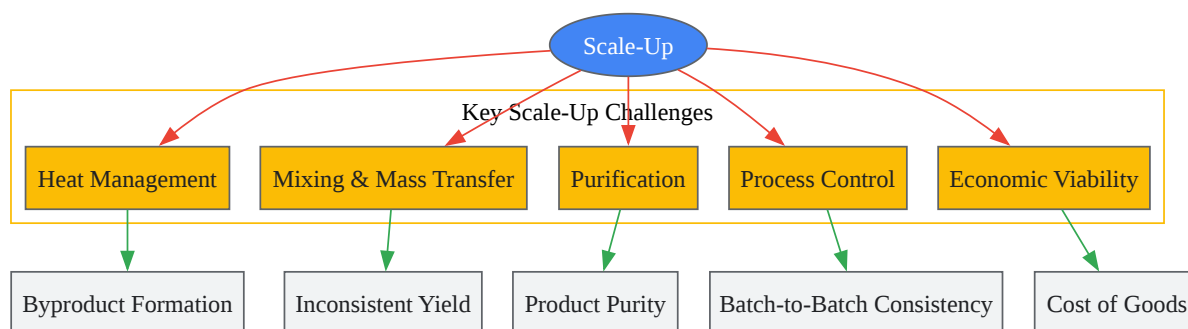 Scale-Up
Key Scale-Up Challenges
Heat Management
Mixing & Mass Transfer
Purification
Process Control
Economic Viability
Byproduct Formation
Inconsistent Yield
Product Purity
Batch-to-Batch Consistency
Cost of Goods